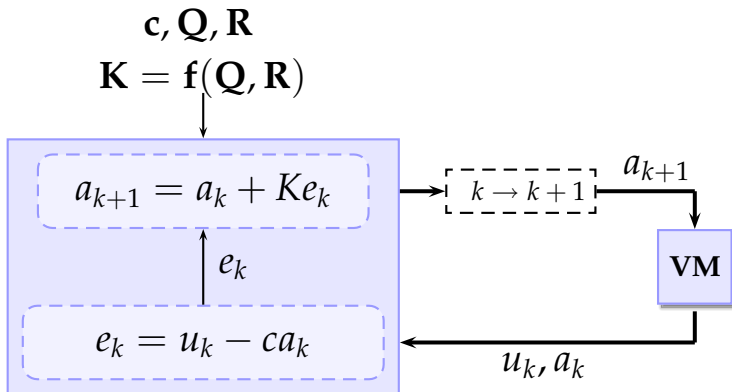 c, Q, R
K = f(Q, R)
a_{k+1} = a_k + Ke_k
k → k + 1
a_{k+1}
e_k
VM
e_k = u_k − ca_k
u_k, a_k